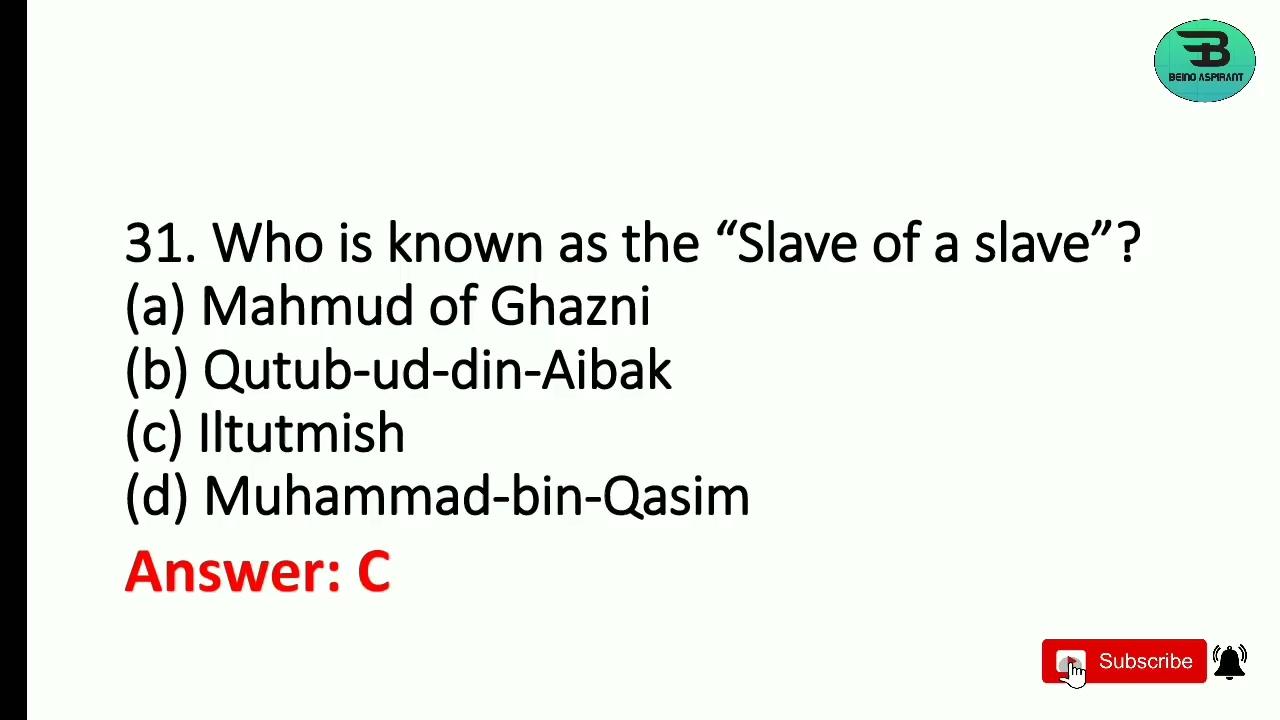 BEINO ASPIRANT
31. Who is known as the “Slave of a slave”?
(a) Mahmud of Ghazni
(b) Qutub-ud-din-Aibak
(c) Iltutmish
(d) Muhammad-bin-Qasim
Answer: C
Subscribe